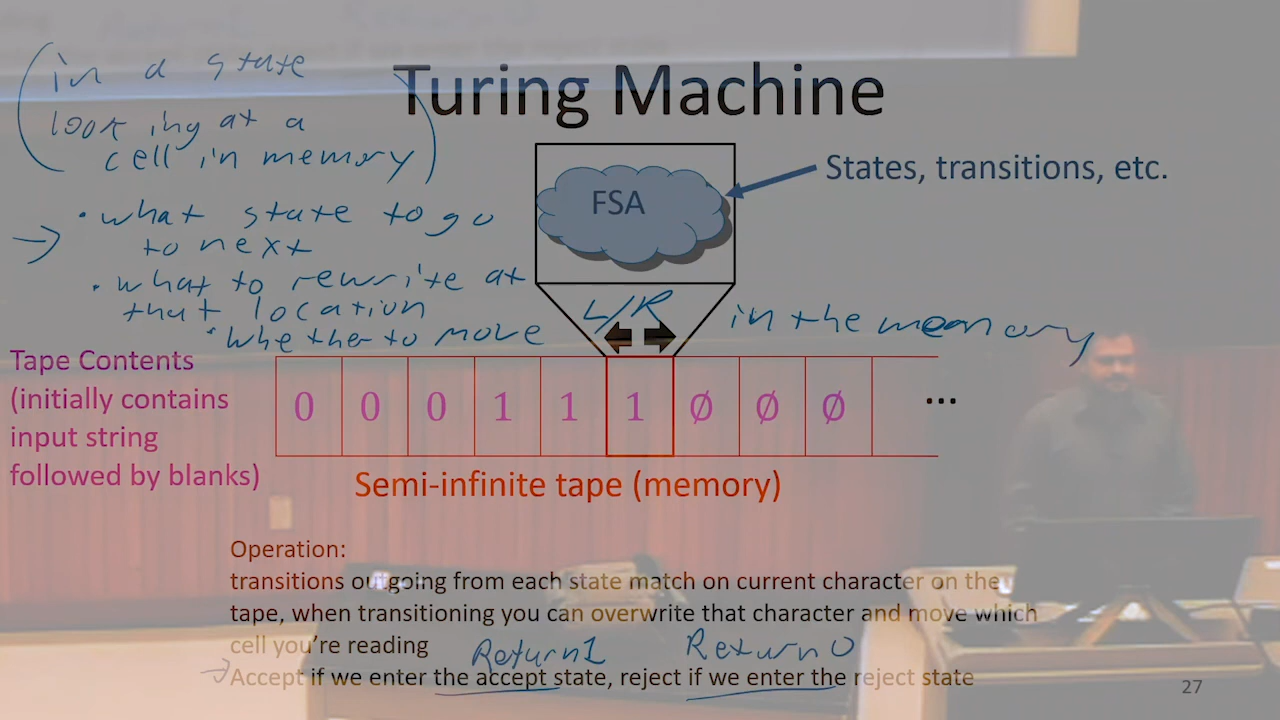 (in a state
looking at a
cell in memory)
Turing Machine
FSA
States, transitions, etc.
• what state to go
→ to next
• what to rewrite at
that location
• whether to move L/R in the memory
Tape Contents
(initially contains
input string
followed by blanks)
0 0 0 1 1 1 ∅ ∅ ∅ ...
Semi-infinite tape (memory)
Operation:
transitions outgoing from each state match on current character on the
tape, when transitioning you can overwrite that character and move which
cell you're reading
Return 1 Return 0
→ Accept if we enter the accept state, reject if we enter the reject state
27